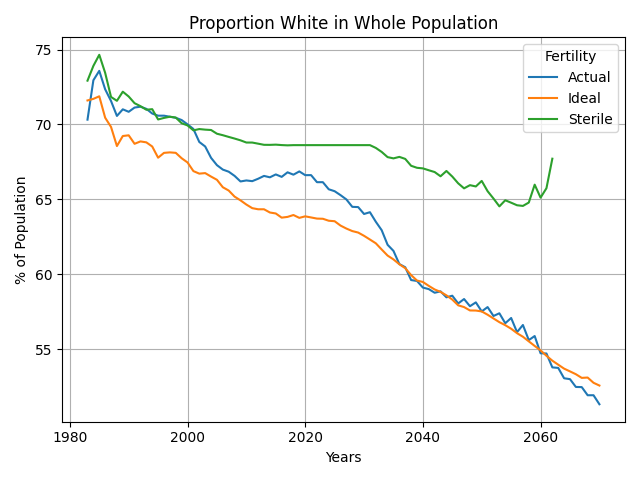 Proportion White in Whole Population
% of Population
75
70
65
60
55
Fertility
Actual
Ideal
Sterile
1980
2000
2020
2040
2060
Years